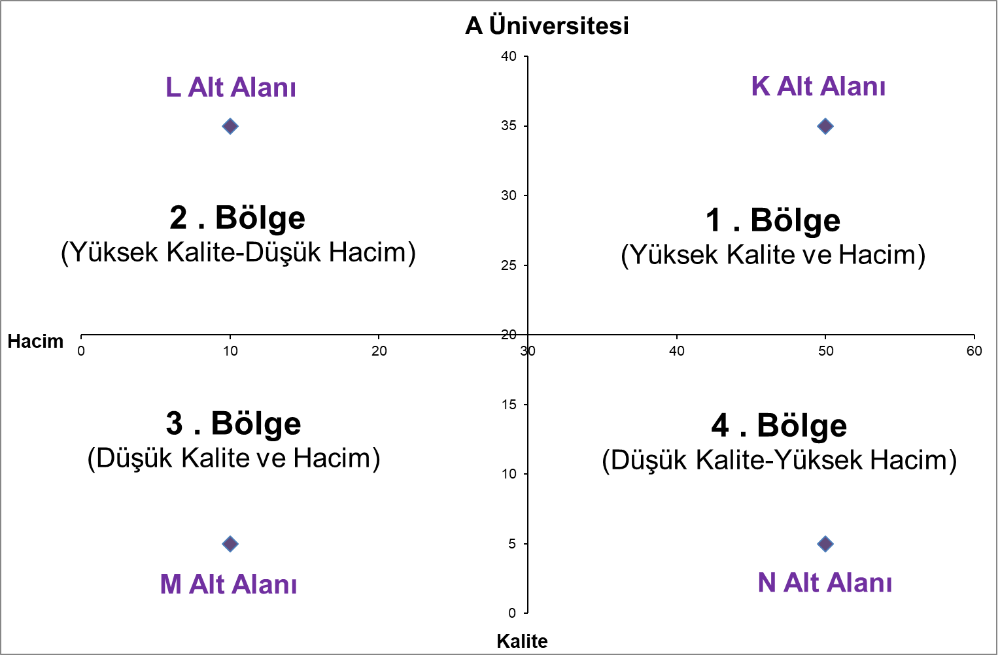 A Üniversitesi
40
L Alt Alanı
K Alt Alanı
35
30
2 . Bölge
(Yüksek Kalite-Düşük Hacim)
1 . Bölge
(Yüksek Kalite ve Hacim)
25
20
Hacim
0 10 20 30 40 50 60
15
3 . Bölge
(Düşük Kalite ve Hacim)
4 . Bölge
(Düşük Kalite-Yüksek Hacim)
10
5
M Alt Alanı
N Alt Alanı
0
Kalite